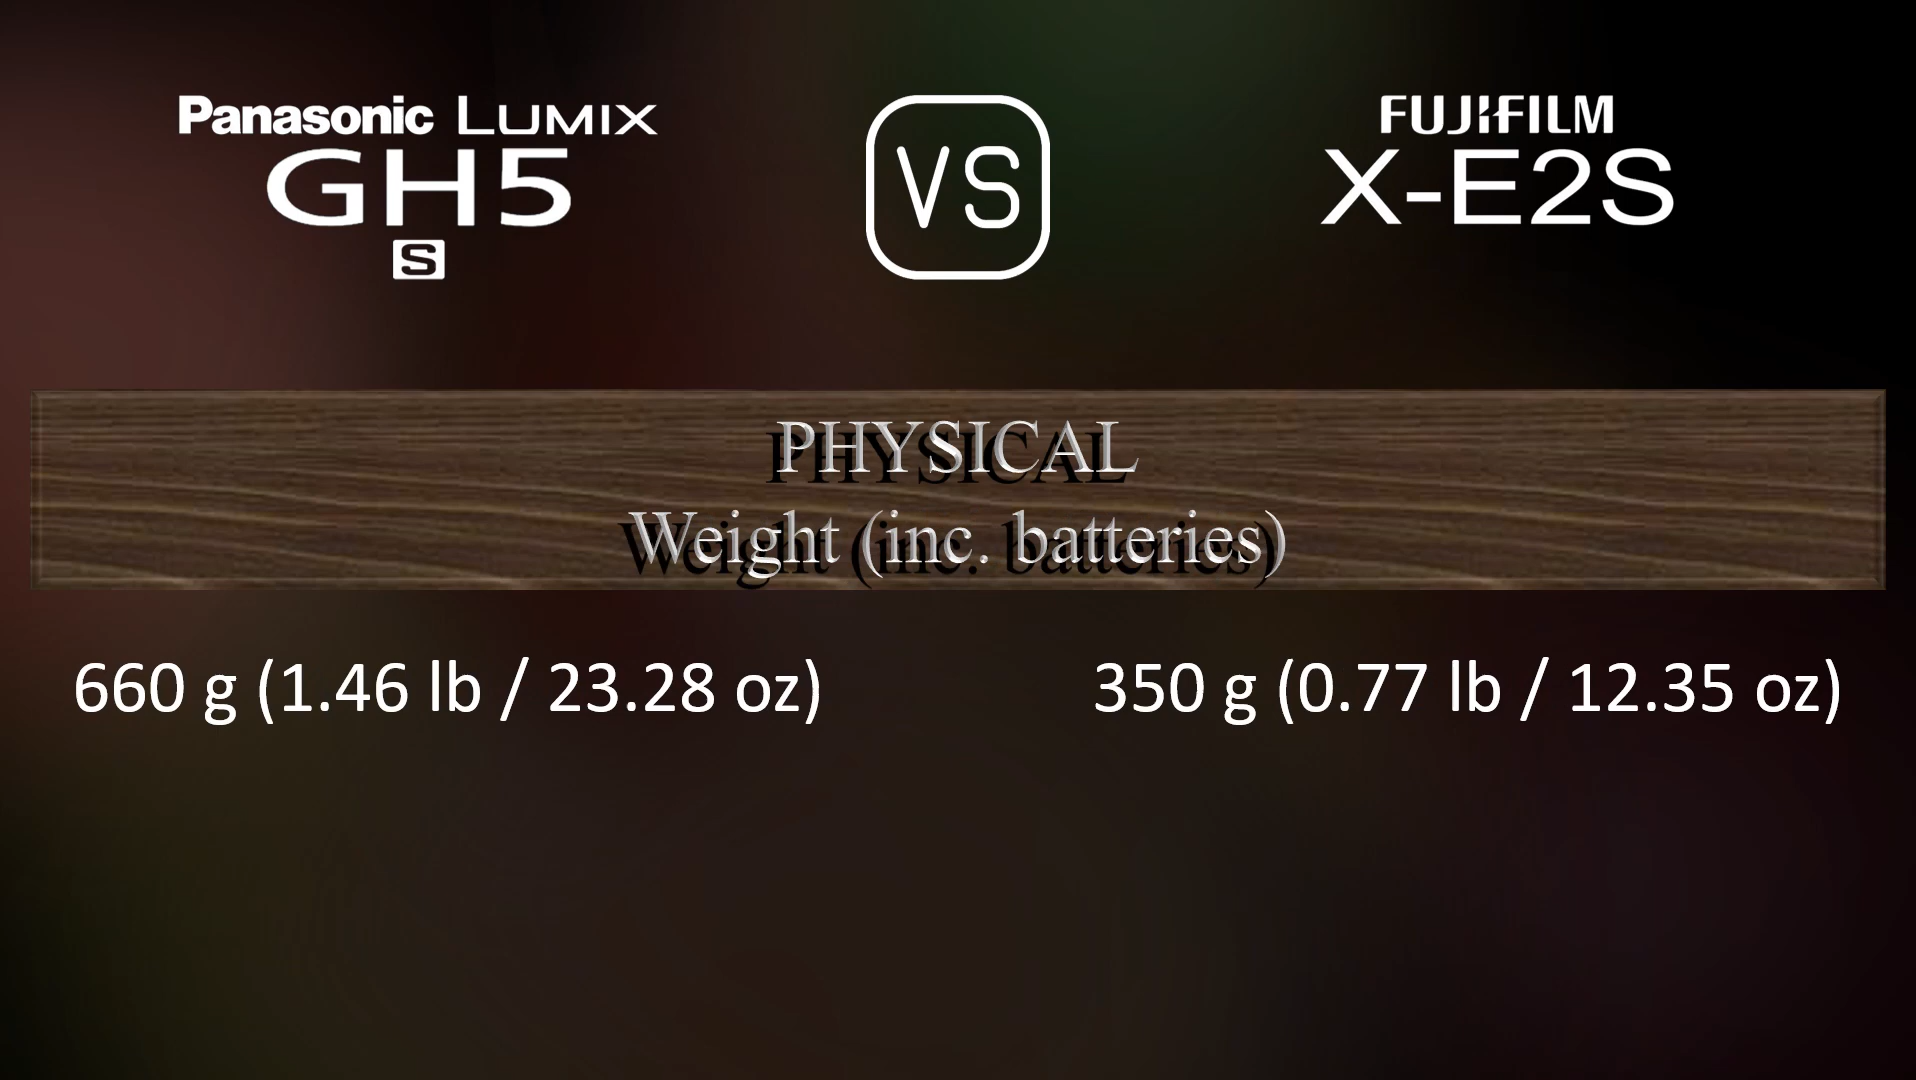 Panasonic LUMIX
GH5
S
VS
FUJIFILM
X-E2S
PHYSICAL
Weight (inc. batteries)
660 g (1.46 lb / 23.28 oz)
350 g (0.77 lb / 12.35 oz)